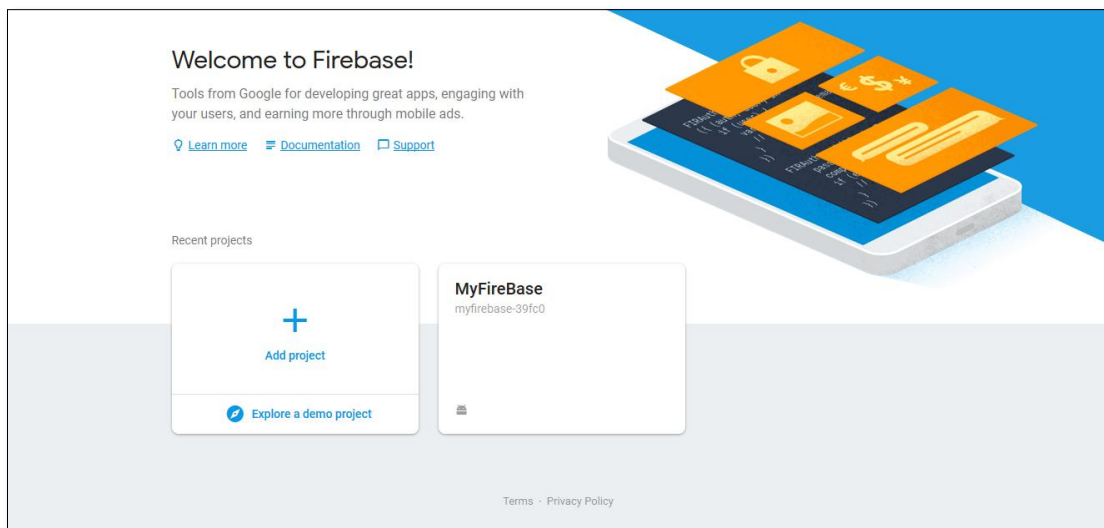 Welcome to Firebase!
Tools from Google for developing great apps, engaging with
your users, and earning more through mobile ads.
Learn more Documentation Support
Recent projects
Add project
Explore a demo project
MyFireBase
myfirebase-39fc0
Terms · Privacy Policy